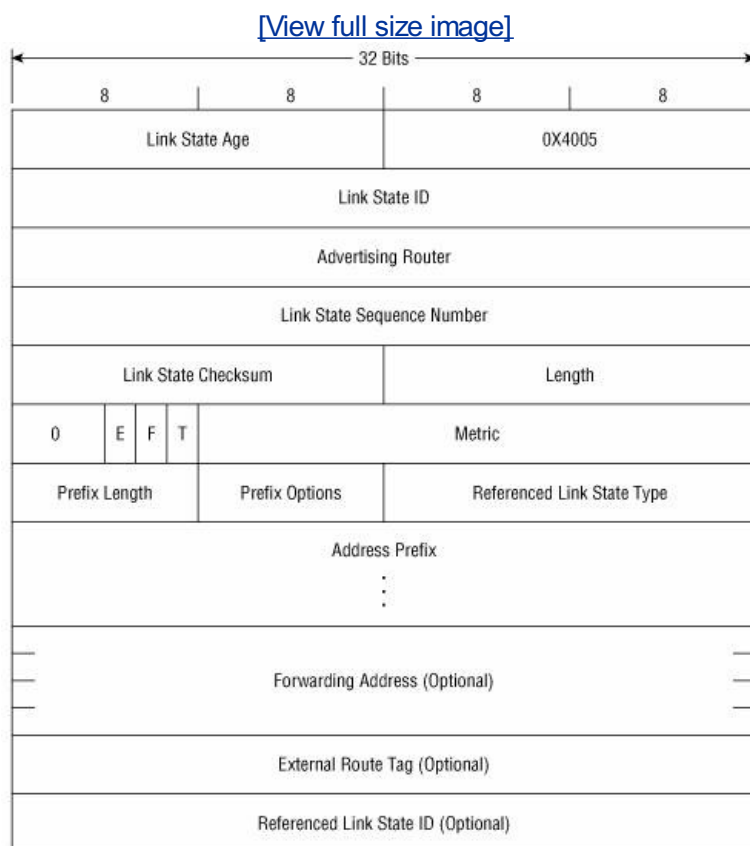 [View full size image]
32 Bits
8 8 8 8
Link State Age 0X4005
Link State ID
Advertising Router
Link State Sequence Number
Link State Checksum Length
0 E F T Metric
Prefix Length Prefix Options Referenced Link State Type
Address Prefix
Forwarding Address (Optional)
External Route Tag (Optional)
Referenced Link State ID (Optional)